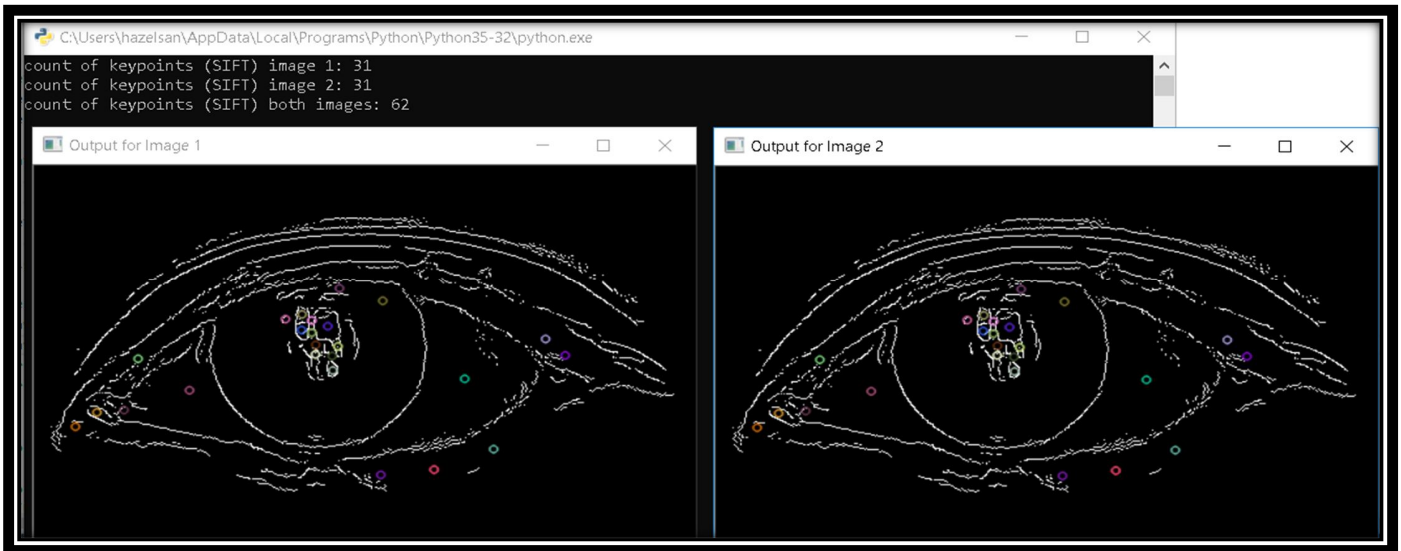 C:\Users\hazelsan\AppData\Local\Programs\Python\Python35-32\python.exe
count of keypoints (SIFT) image 1: 31
count of keypoints (SIFT) image 2: 31
count of keypoints (SIFT) both images: 62
Output for Image 1
Output for Image 2